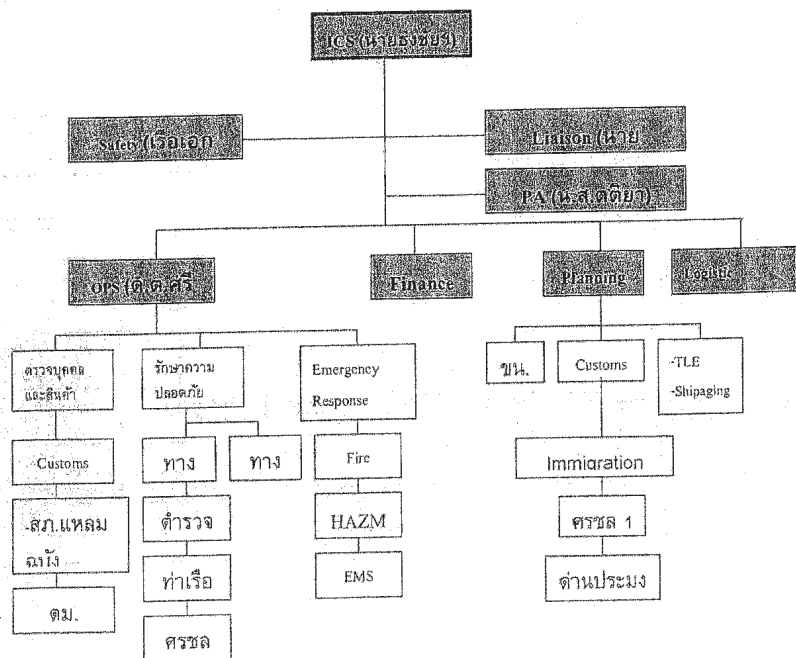 ICS (นายธงชัยฯ)
Safety (เรือเอก
Liaison (นาย
PA (น.ส.ตติยา)
OPS (ด.ต.ศรี
Finance
Planning
Logistic
ตรวจบุคคล
และสินค้า
รักษาความ
ปลอดภัย
Emergency
Response
ขน.
Customs
-TLE
-Shipaging
Customs
ทาง
ทาง
Fire
Immigration
-สภ.แหลม
ฉบัง
ตำรวจ
HAZM
ศรชล 1
ตม.
ท่าเรือ
EMS
ด่านประมง
ศรชล